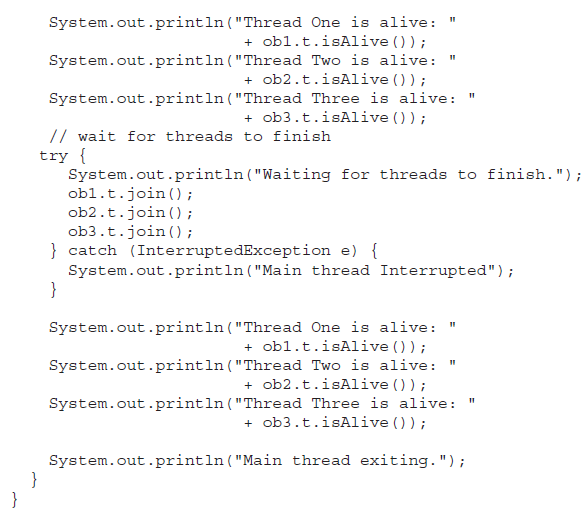 System.out.println("Thread One is alive: "
+ ob1.t.isAlive());
System.out.println("Thread Two is alive: "
+ ob2.t.isAlive());
System.out.println("Thread Three is alive: "
+ ob3.t.isAlive());
// wait for threads to finish
try {
System.out.println("Waiting for threads to finish.");
ob1.t.join();
ob2.t.join();
ob3.t.join();
} catch (InterruptedException e) {
System.out.println("Main thread Interrupted");
}
System.out.println("Thread One is alive: "
+ ob1.t.isAlive());
System.out.println("Thread Two is alive: "
+ ob2.t.isAlive());
System.out.println("Thread Three is alive: "
+ ob3.t.isAlive());
System.out.println("Main thread exiting.");
}
}